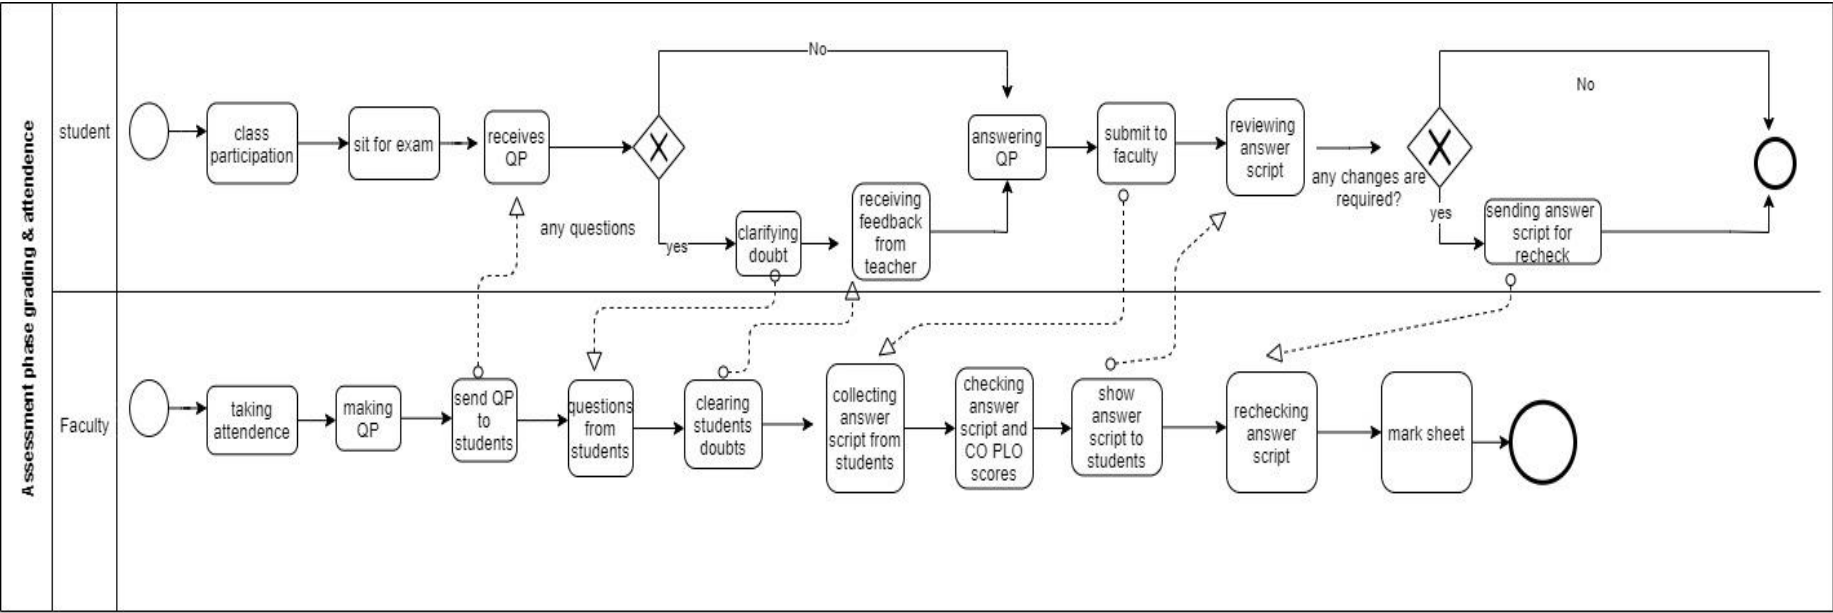 Assessment phase grading & attendence
student
class
participation
sit for exam
receives
QP
any questions
No
yes
clarifying
doubt
receiving
feedback
from
teacher
answering
QP
submit to
faculty
reviewing
answer
script
any changes are
required?
No
yes
sending answer
script for
recheck
Faculty
taking
attendence
making
QP
send QP
to
students
questions
from
students
clearing
students
doubts
collecting
answer
script from
students
checking
answer
script and
CO PLO
scores
show
answer
script to
students
rechecking
answer
script
mark sheet